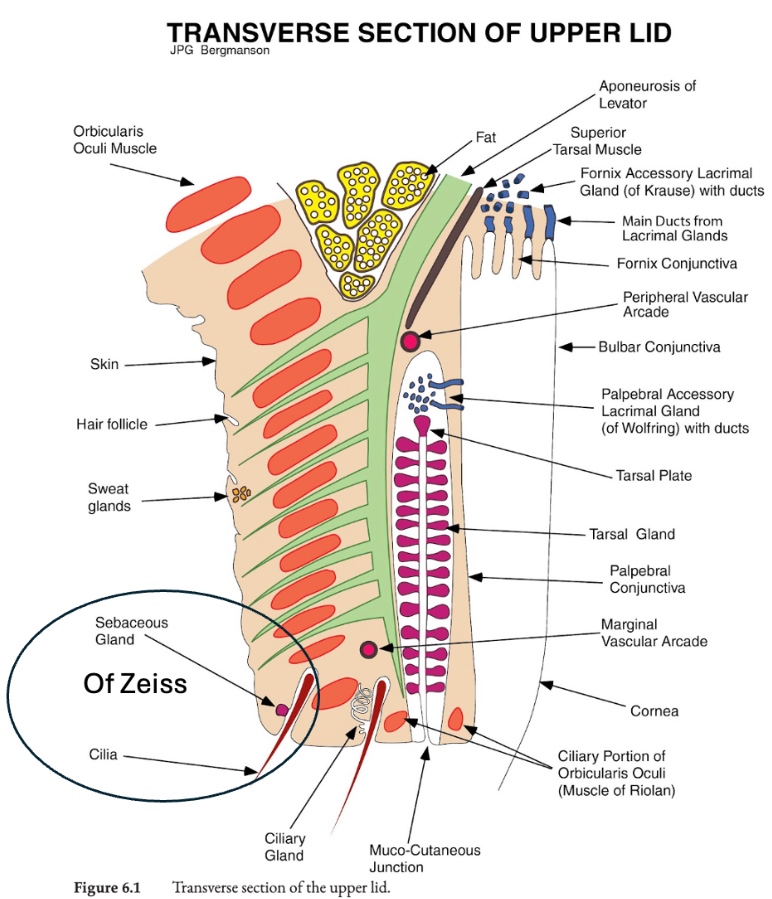 TRANSVERSE SECTION OF UPPER LID
JPG Bergmanson
Aponeurosis of
Levator
Orbicularis
Oculi Muscle
Fat
Superior
Tarsal Muscle
Fornix Accessory Lacrimal
Gland (of Krause) with ducts
Main Ducts from
Lacrimal Glands
Fornix Conjunctiva
Peripheral Vascular
Arcade
Bulbar Conjunctiva
Skin
Palpebral Accessory
Lacrimal Gland
(of Wolfring) with ducts
Hair follicle
Tarsal Plate
Sweat
glands
Tarsal Gland
Palpebral
Conjunctiva
Sebaceous
Gland
Marginal
Vascular Arcade
Of Zeiss
Cornea
Cilia
Ciliary Portion of
Orbicularis Oculi
(Muscle of Riolan)
Ciliary
Gland
Muco-Cutaneous
Junction
Figure 6.1 Transverse section of the upper lid.